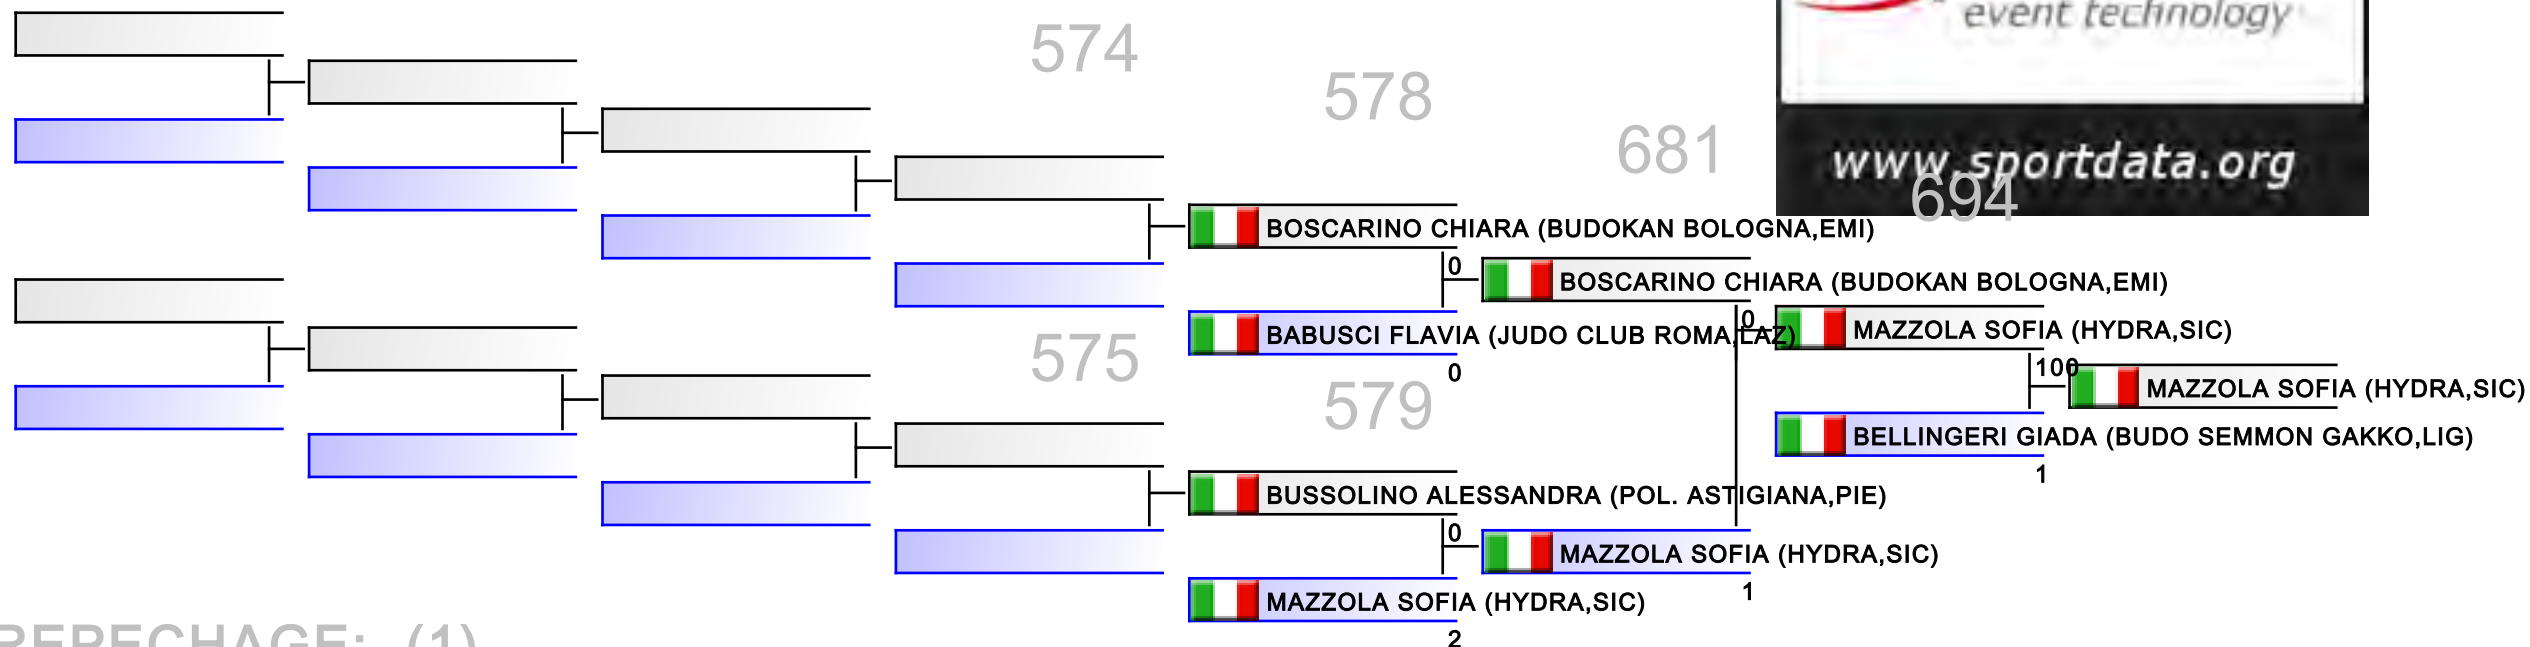 event technology
574
578
681
www.sportdata.org
694
BOSCARINO CHIARA (BUDOKAN BOLOGNA,EMI)
0
BOSCARINO CHIARA (BUDOKAN BOLOGNA,EMI)
BABUSCI FLAVIA (JUDO CLUB ROMA,LAZ)
0
0
MAZZOLA SOFIA (HYDRA,SIC)
100
MAZZOLA SOFIA (HYDRA,SIC)
BELLINGERI GIADA (BUDO SEMMON GAKKO,LIG)
1
575
579
BUSSOLINO ALESSANDRA (POL. ASTIGIANA,PIE)
0
MAZZOLA SOFIA (HYDRA,SIC)
1
MAZZOLA SOFIA (HYDRA,SIC)
2
REPECHAGE: (1)